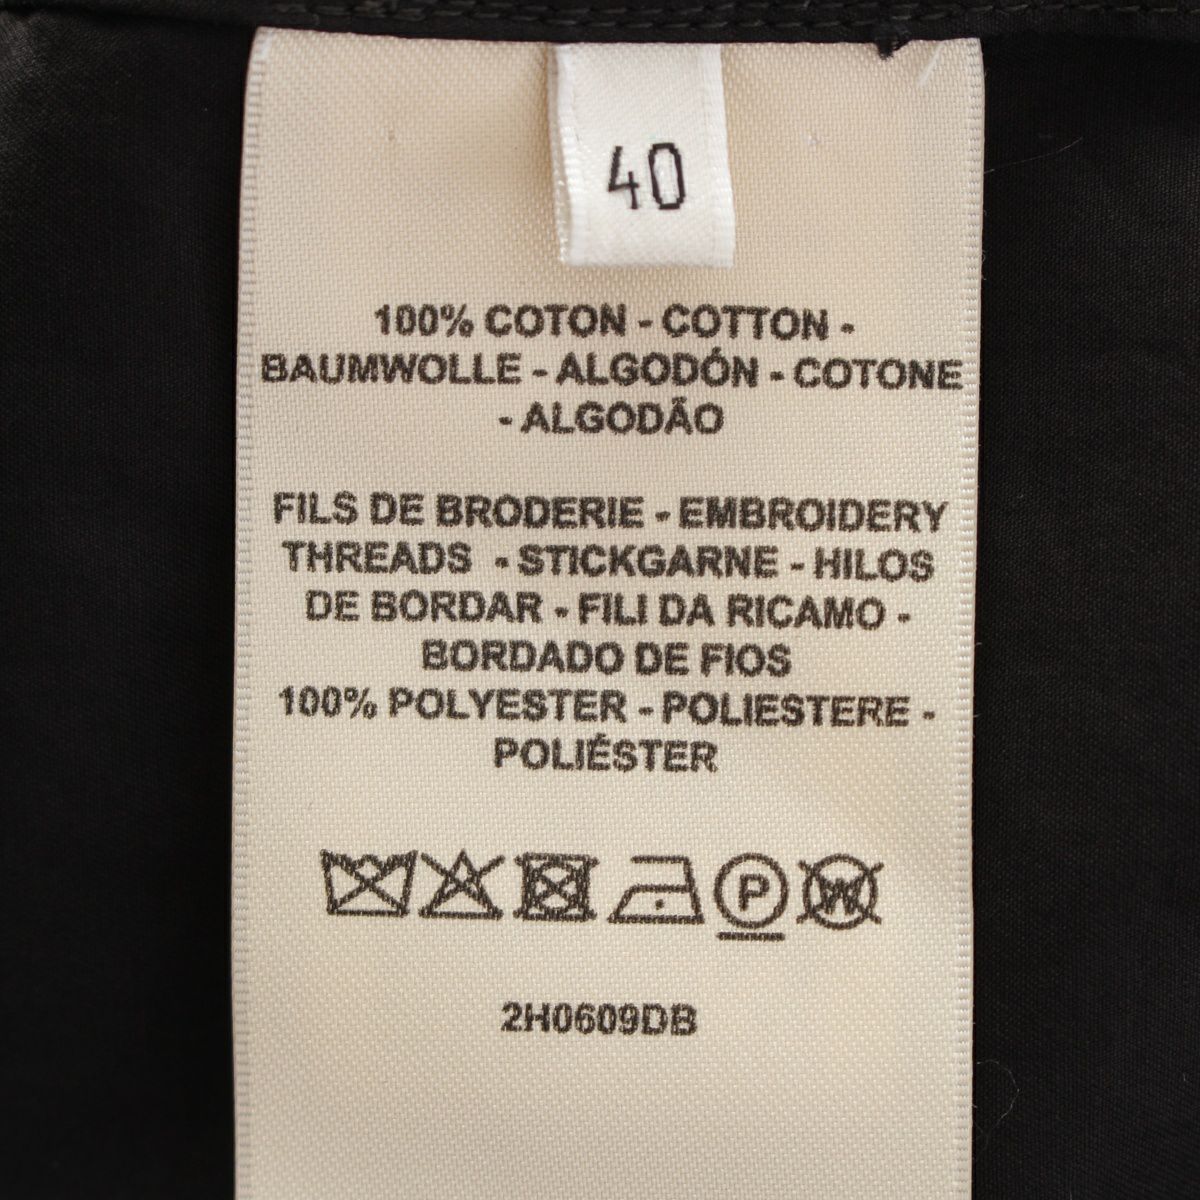 40
100% COTON - COTTON -
BAUMWOLLE - ALGODÓN - COTONE
- ALGODÃO
FILS DE BRODERIE - EMBROIDERY
THREADS - STICKGARNE - HILOS
DE BORDAR - FILI DA RICAMO -
BORDADO DE FIOS
100% POLYESTER - POLIESTERE -
POLIÉSTER
P W
2H0609DB